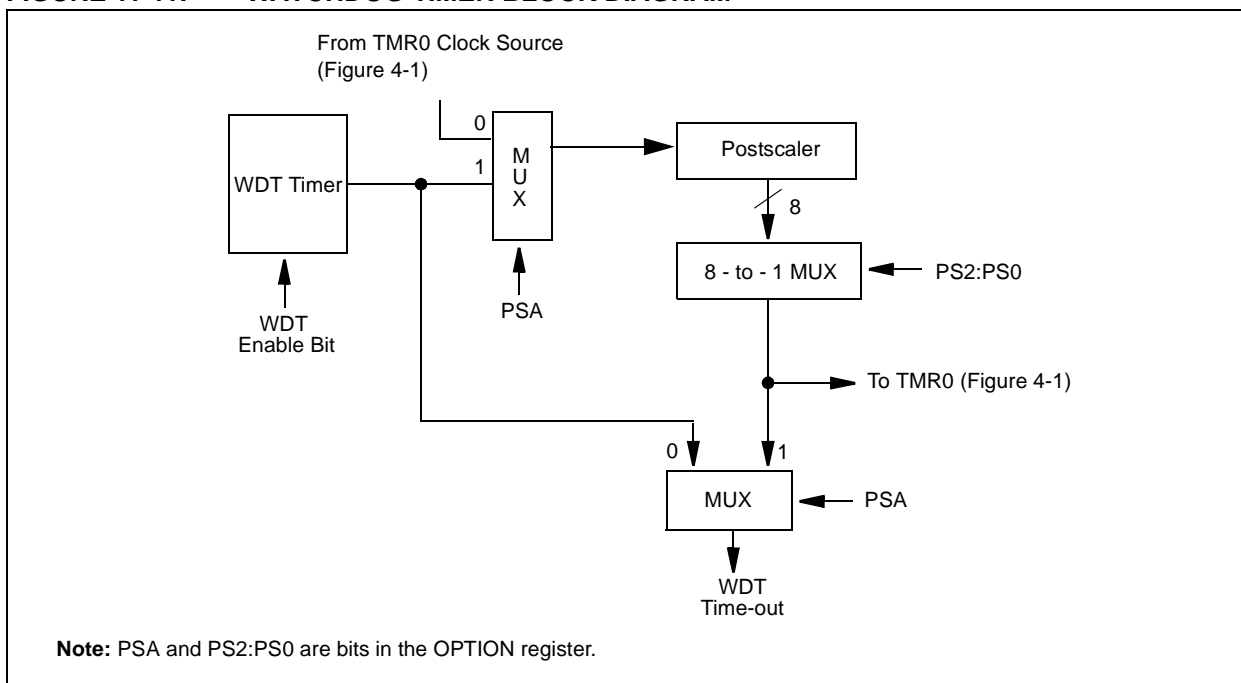 From TMR0 Clock Source
(Figure 4-1)
0
1
M
U
X
WDT Timer
Postscaler
8
8 - to - 1 MUX
PS2:PS0
PSA
WDT
Enable Bit
To TMR0 (Figure 4-1)
0
1
MUX
PSA
WDT
Time-out
Note: PSA and PS2:PS0 are bits in the OPTION register.